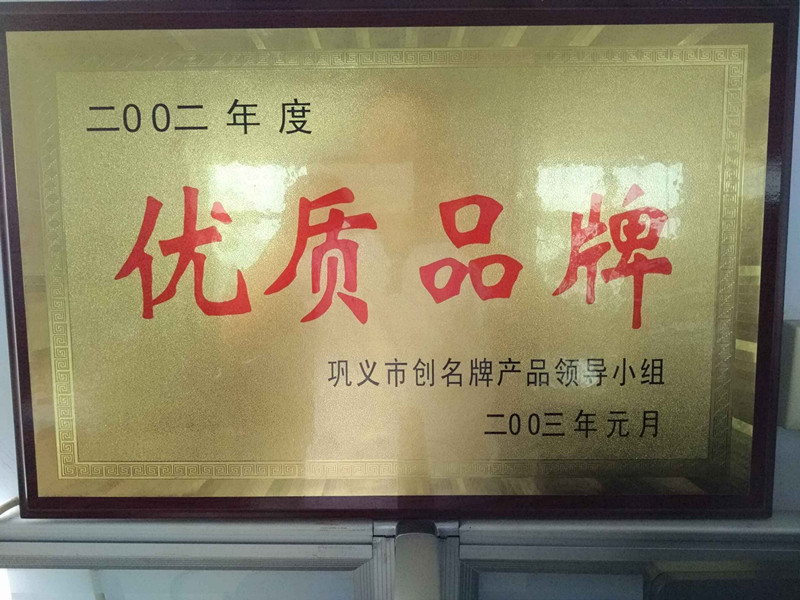 二00二年度
优质品牌
巩义市创名牌产品领导小组
二00三年元月